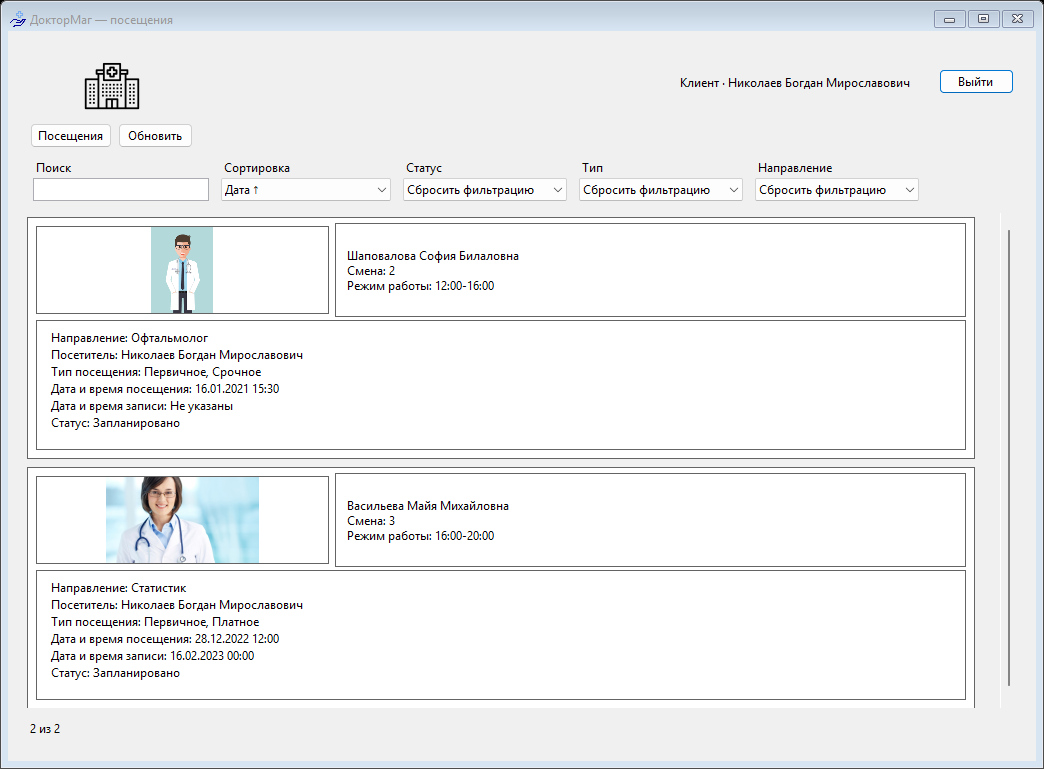 ДокторМаг — посещения
Клиент · Николаев Богдан Мирославович
Выйти
Посещения
Обновить
Поиск
Сортировка
Статус
Тип
Направление
Дата ↑
Сбросить фильтрацию
Сбросить фильтрацию
Сбросить фильтрацию
Шаповалова София Билаловна
Смена: 2
Режим работы: 12:00-16:00
Направление: Офтальмолог
Посетитель: Николаев Богдан Мирославович
Тип посещения: Первичное, Срочное
Дата и время посещения: 16.01.2021 15:30
Дата и время записи: Не указаны
Статус: Запланировано
Васильева Майя Михайловна
Смена: 3
Режим работы: 16:00-20:00
Направление: Статистик
Посетитель: Николаев Богдан Мирославович
Тип посещения: Первичное, Платное
Дата и время посещения: 28.12.2022 12:00
Дата и время записи: 16.02.2023 00:00
Статус: Запланировано
2 из 2